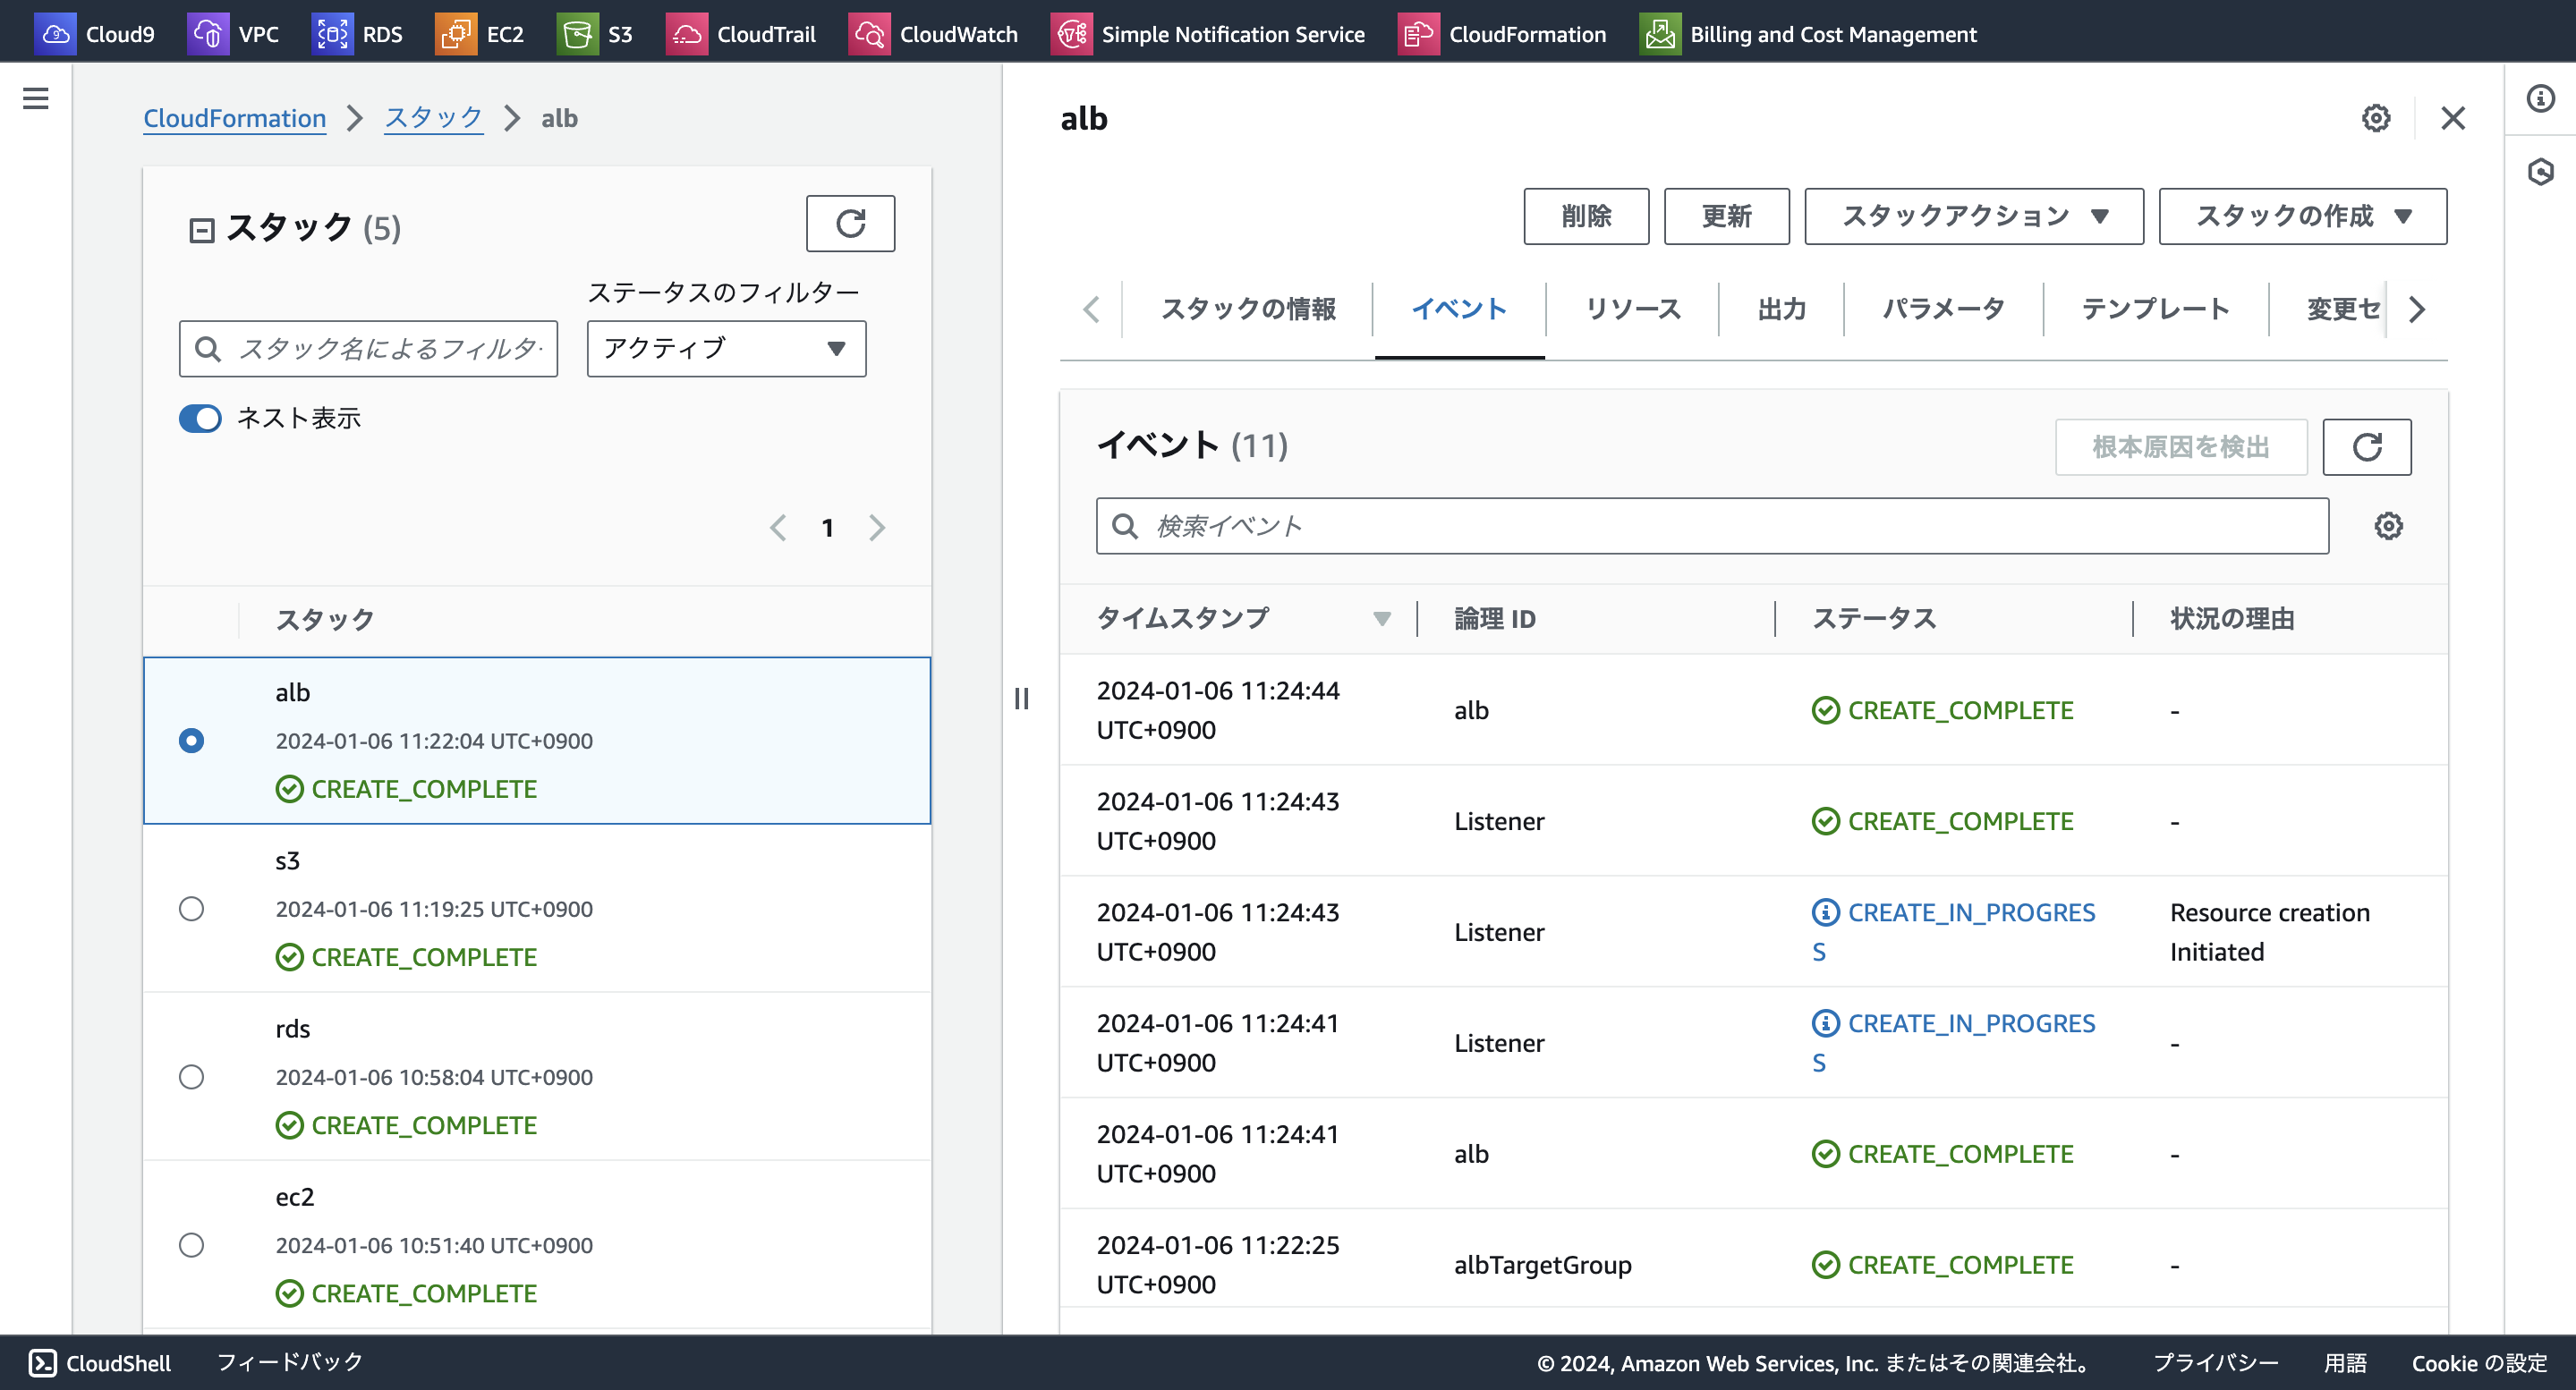 Cloud9 VPC RDS EC2 S3 CloudTrail CloudWatch Simple Notification Service CloudFormation Billing and Cost Management
CloudFormation スタック alb
スタック (5)
ステータスのフィルター
スタック名によるフィルター
アクティブ
ネスト表示
1
スタック
alb
2024-01-06 11:22:04 UTC+0900
CREATE_COMPLETE
s3
2024-01-06 11:19:25 UTC+0900
CREATE_COMPLETE
rds
2024-01-06 10:58:04 UTC+0900
CREATE_COMPLETE
ec2
2024-01-06 10:51:40 UTC+0900
CREATE_COMPLETE
alb
削除 更新 スタックアクション スタックの作成
スタックの情報 イベント リソース 出力 パラメータ テンプレート 変更セ
イベント (11)
根本原因を検出
検索イベント
タイムスタンプ 論理 ID ステータス 状況の理由
2024-01-06 11:24:44
UTC+0900
alb
CREATE_COMPLETE
-
2024-01-06 11:24:43
UTC+0900
Listener
CREATE_COMPLETE
-
2024-01-06 11:24:43
UTC+0900
Listener
CREATE_IN_PROGRES
S
Resource creation
Initiated
2024-01-06 11:24:41
UTC+0900
Listener
CREATE_IN_PROGRES
S
-
2024-01-06 11:24:41
UTC+0900
alb
CREATE_COMPLETE
-
2024-01-06 11:22:25
UTC+0900
albTargetGroup
CREATE_COMPLETE
-
CloudShell フィードバック © 2024, Amazon Web Services, Inc. またはその関連会社。 プライバシー 用語 Cookie の設定